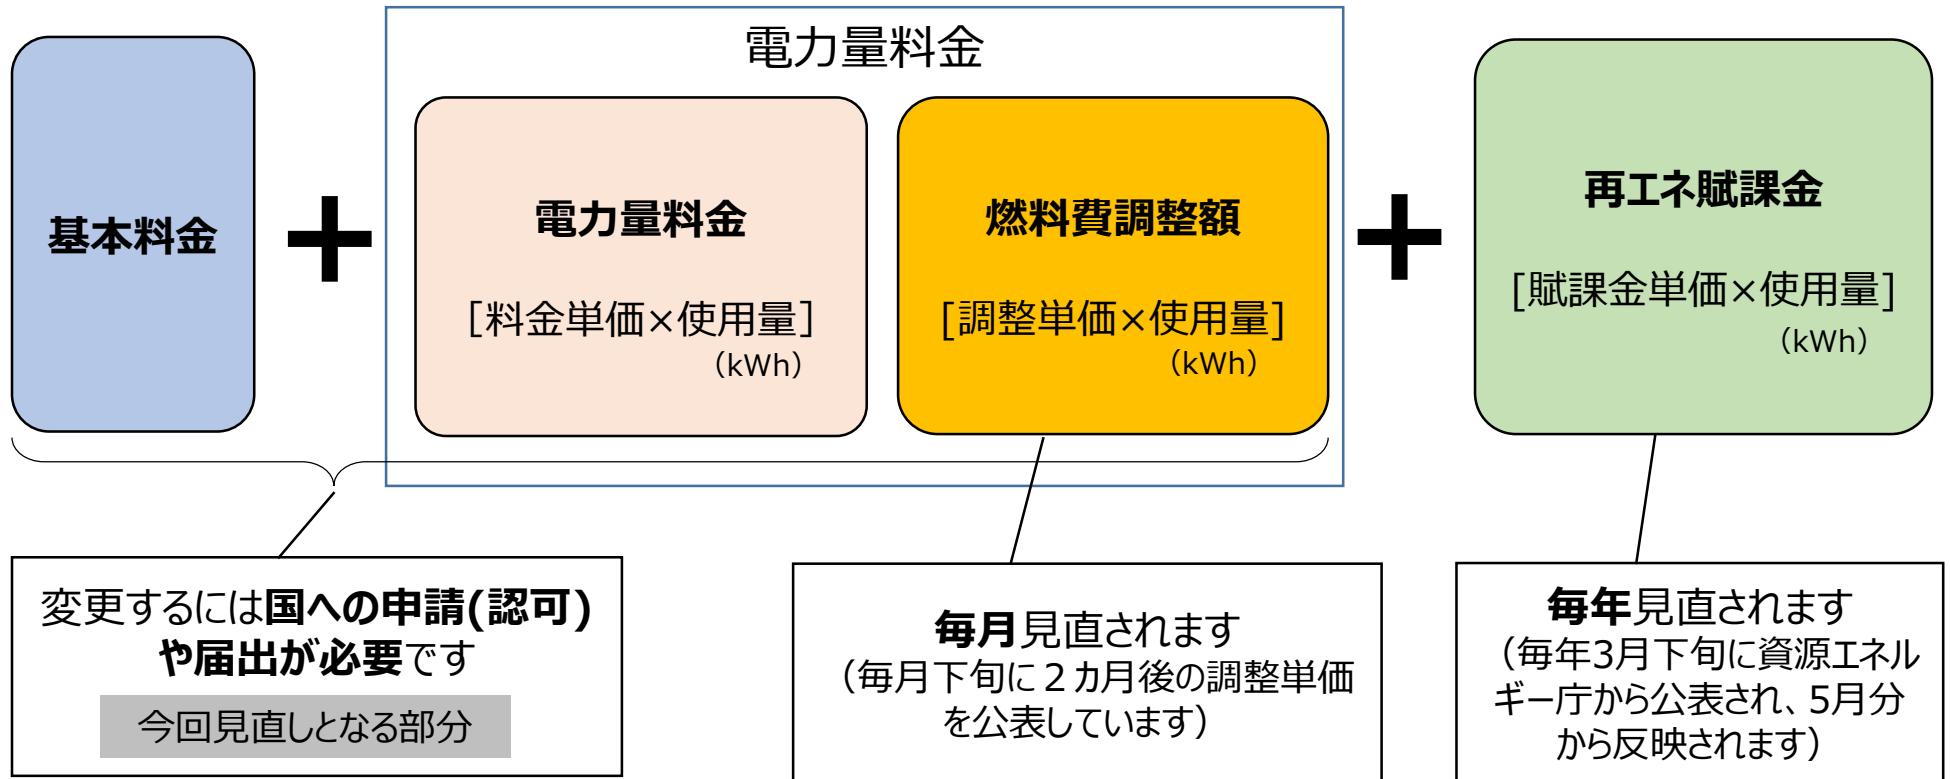 電力量料金
基本料金
+
電力量料金
[料金単価×使用量]
(kWh)
燃料費調整額
[調整単価×使用量]
(kWh)
+
再エネ賦課金
[賦課金単価×使用量]
(kWh)
変更するには国への申請(認可)
や届出が必要です
今回見直しとなる部分
毎月見直されます
（毎月下旬に２カ月後の調整単価
を公表しています）
毎年見直されます
（毎年3月下旬に資源エネル
ギー庁から公表され、5月分
から反映されます）